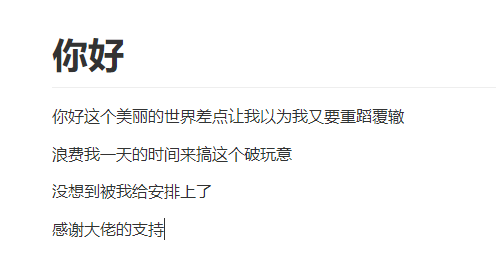 你好
你好这个美丽的世界差点让我以为我又要重蹈覆辙
浪费我一天的时间来搞这个破玩意
没想到被我给安排上了
感谢大佬的支持